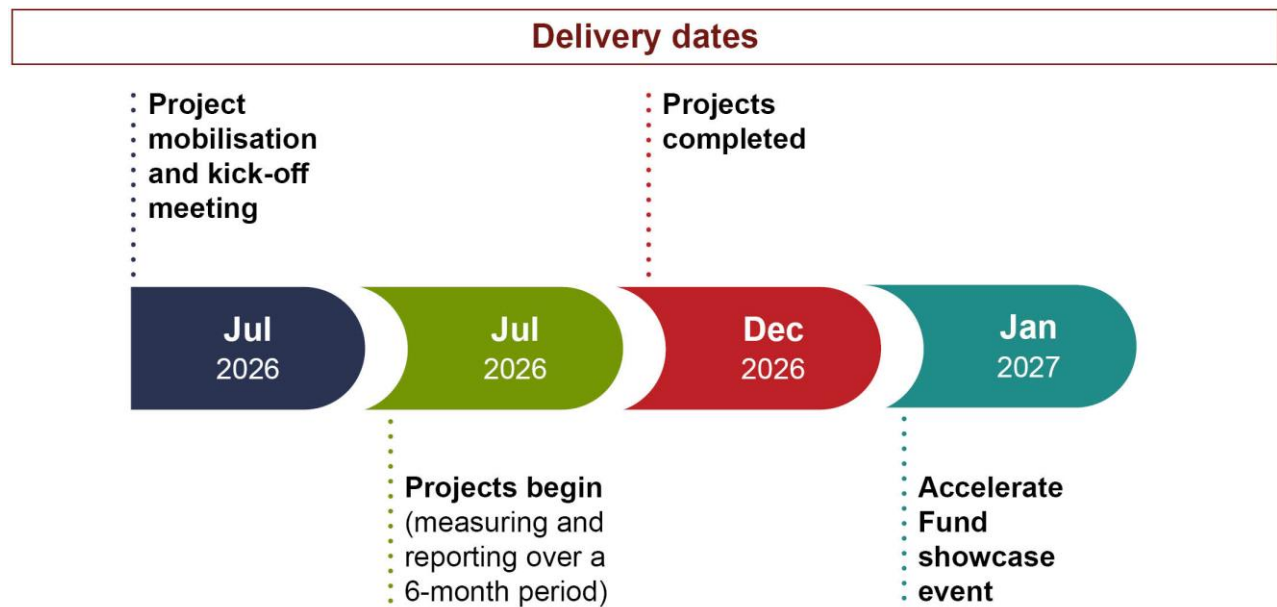 Delivery dates
Project
mobilisation
and kick-off
meeting
Projects
completed
Jul
2026
Jul
2026
Dec
2026
Jan
2027
Projects begin
(measuring and
reporting over a
6-month period)
Accelerate
Fund
showcase
event